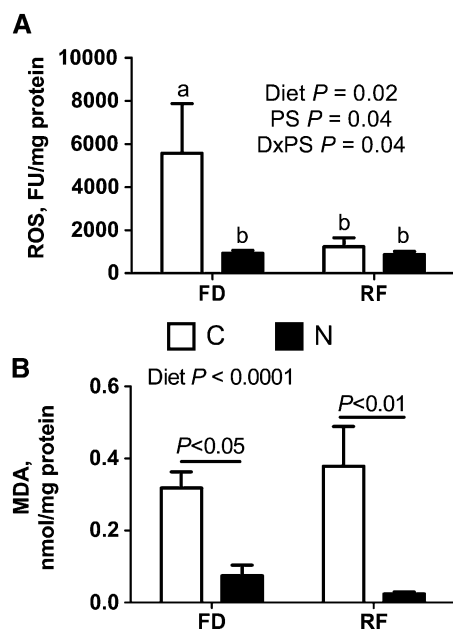 A
ROS, FU/mg protein
10000
8000
6000
4000
2000
0
a
b
b
b
Diet P = 0.02
PS P = 0.04
DxPS P = 0.04
FD
RF
C
N
B
MDA,
nmol/mg protein
Diet P < 0.0001
0.6
0.4
0.2
0.0
P<0.05
P<0.01
FD
RF